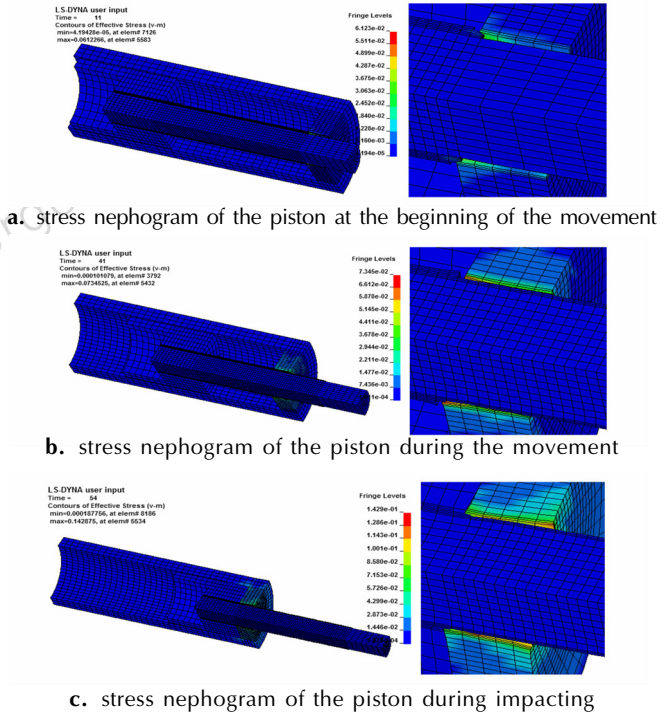 LS-DYNA user input
Time = 11
Contours of Effective Stress (v-m)
min=4.19428e-05, at elem# 7126
max=0.0612266, at elem# 5583
Fringe Levels
6.123e-02
5.511e-02
4.899e-02
4.287e-02
3.675e-02
3.063e-02
2.452e-02
.840e-02
.228e-02
.160e-03
.194e-05
a. stress nephogram of the piston at the beginning of the movement
LS-DYNA user input
Time = 41
Contours of Effective Stress (v-m)
min=0.000101079, at elem# 3792
max=0.0734525, at elem# 5432
Fringe Levels
7.345e-02
6.612e-02
5.878e-02
5.145e-02
4.411e-02
3.678e-02
2.944e-02
2.211e-02
1.477e-02
7.436e-03
b. stress nephogram of the piston during the movement
LS-DYNA user input
Time = 54
Contours of Effective Stress (v-m)
min=0.000187756, at elem# 8186
max=0.142875, at elem# 5534
Fringe Levels
1.429e-01
1.286e-01
1.143e-01
1.001e-01
8.580e-02
7.153e-02
5.726e-02
4.299e-02
2.873e-02
1.446e-02
c. stress nephogram of the piston during impacting